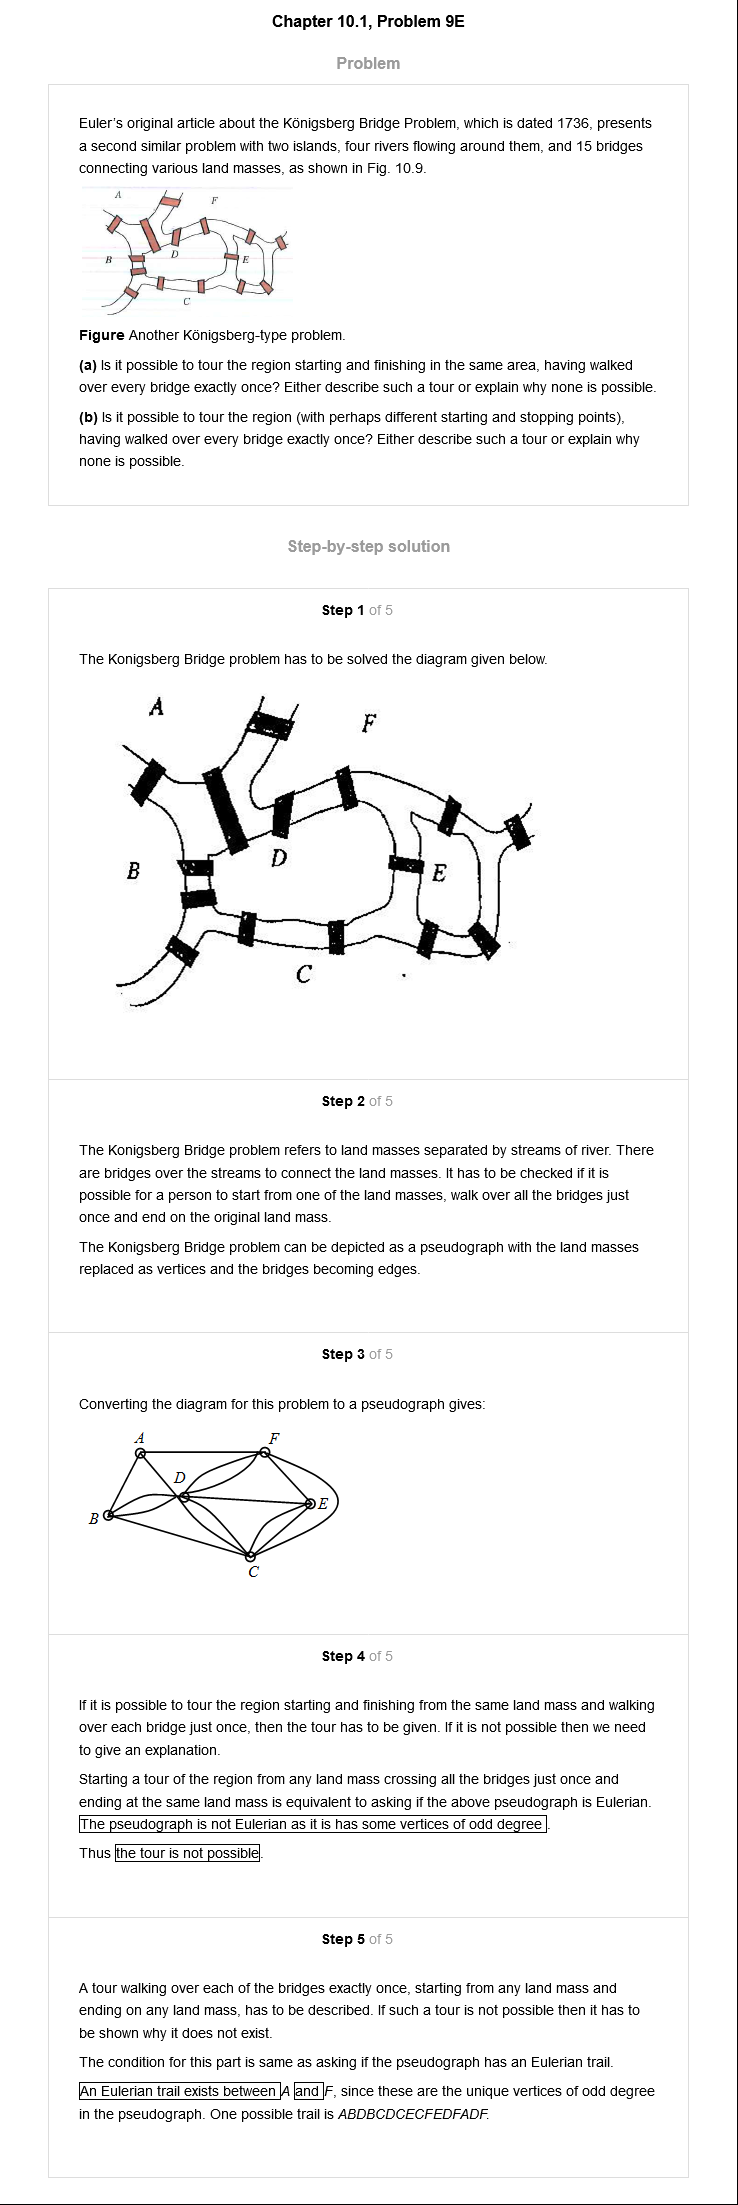 Chapter 10.1, Problem 9E
Problem
Euler's original article about the Königsberg Bridge Problem, which is dated 1736, presents
a second similar problem with two islands, four rivers flowing around them, and 15 bridges
connecting various land masses, as shown in Fig. 10.9.
A
F
B
D
E
C
Figure Another Königsberg-type problem.
(a) Is it possible to tour the region starting and finishing in the same area, having walked
over every bridge exactly once? Either describe such a tour or explain why none is possible.
(b) Is it possible to tour the region (with perhaps different starting and stopping points),
having walked over every bridge exactly once? Either describe such a tour or explain why
none is possible.
Step-by-step solution
Step 1 of 5
The Konigsberg Bridge problem has to be solved the diagram given below.
A
F
B
D
E
C
Step 2 of 5
The Konigsberg Bridge problem refers to land masses separated by streams of river. There
are bridges over the streams to connect the land masses. It has to be checked if it is
possible for a person to start from one of the land masses, walk over all the bridges just
once and end on the original land mass.
The Konigsberg Bridge problem can be depicted as a pseudograph with the land masses
replaced as vertices and the bridges becoming edges.
Step 3 of 5
Converting the diagram for this problem to a pseudograph gives:
A
F
D
E
B
C
Step 4 of 5
If it is possible to tour the region starting and finishing from the same land mass and walking
over each bridge just once, then the tour has to be given. If it is not possible then we need
to give an explanation.
Starting a tour of the region from any land mass crossing all the bridges just once and
ending at the same land mass is equivalent to asking if the above pseudograph is Eulerian.
The pseudograph is not Eulerian as it is has some vertices of odd degree.
Thus the tour is not possible.
Step 5 of 5
A tour walking over each of the bridges exactly once, starting from any land mass and
ending on any land mass, has to be described. If such a tour is not possible then it has to
be shown why it does not exist.
The condition for this part is same as asking if the pseudograph has an Eulerian trail.
An Eulerian trail exists between A and F, since these are the unique vertices of odd degree
in the pseudograph. One possible trail is ABDBCDCECFEDFADF.